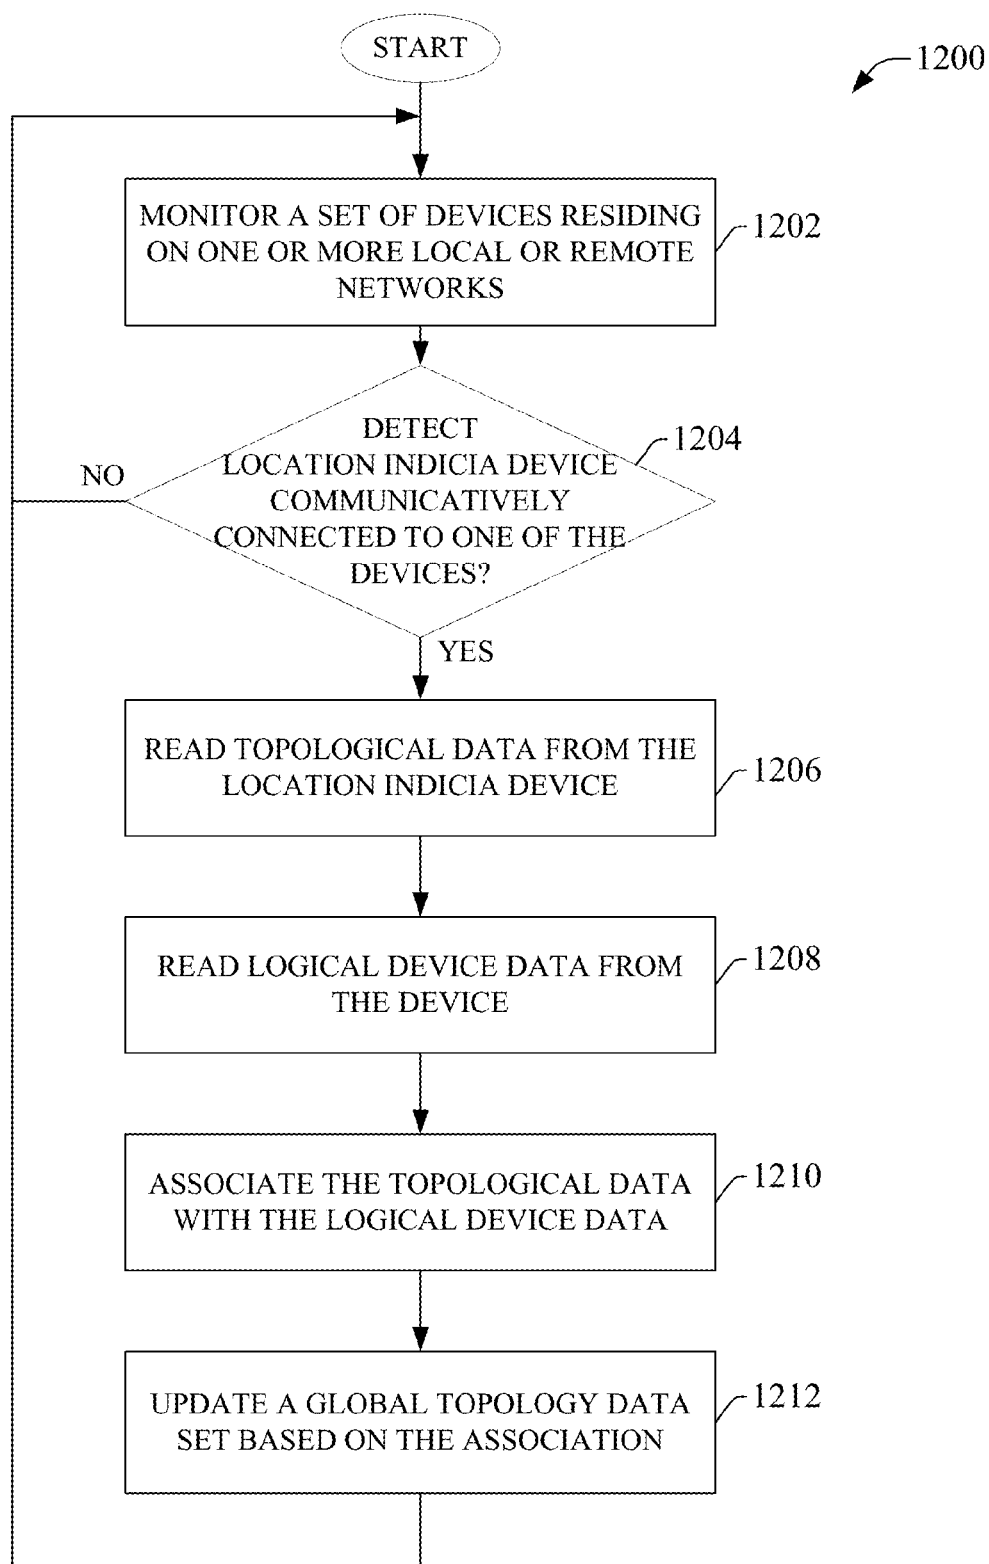 START
1200
MONITOR A SET OF DEVICES RESIDING
ON ONE OR MORE LOCAL OR REMOTE
NETWORKS
1202
DETECT
LOCATION INDICIA DEVICE
COMMUNICATIVELY
CONNECTED TO ONE OF THE
DEVICES?
1204
NO
YES
READ TOPOLOGICAL DATA FROM THE
LOCATION INDICIA DEVICE
1206
READ LOGICAL DEVICE DATA FROM
THE DEVICE
1208
ASSOCIATE THE TOPOLOGICAL DATA
WITH THE LOGICAL DEVICE DATA
1210
UPDATE A GLOBAL TOPOLOGY DATA
SET BASED ON THE ASSOCIATION
1212